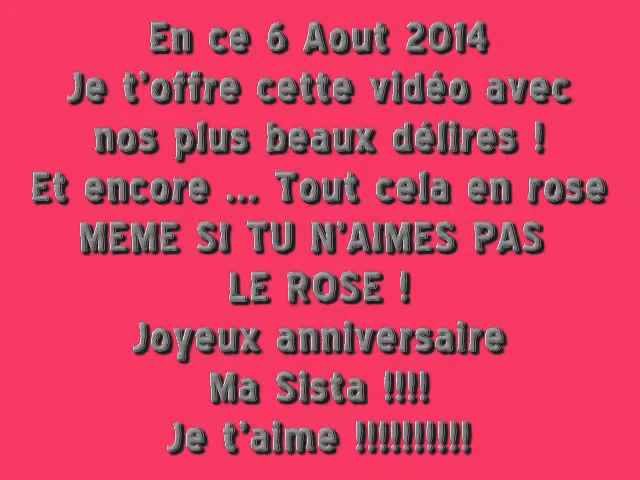 En ce 6 Aout 2014
Je t'offre cette vidéo avec
nos plus beaux délires !
Et encore ... Tout cela en rose
MEME SI TU N'AIMES PAS
LE ROSE !
Joyeux anniversaire
Ma Sista !!!!
Je t'aime !!!!!!!!!!!